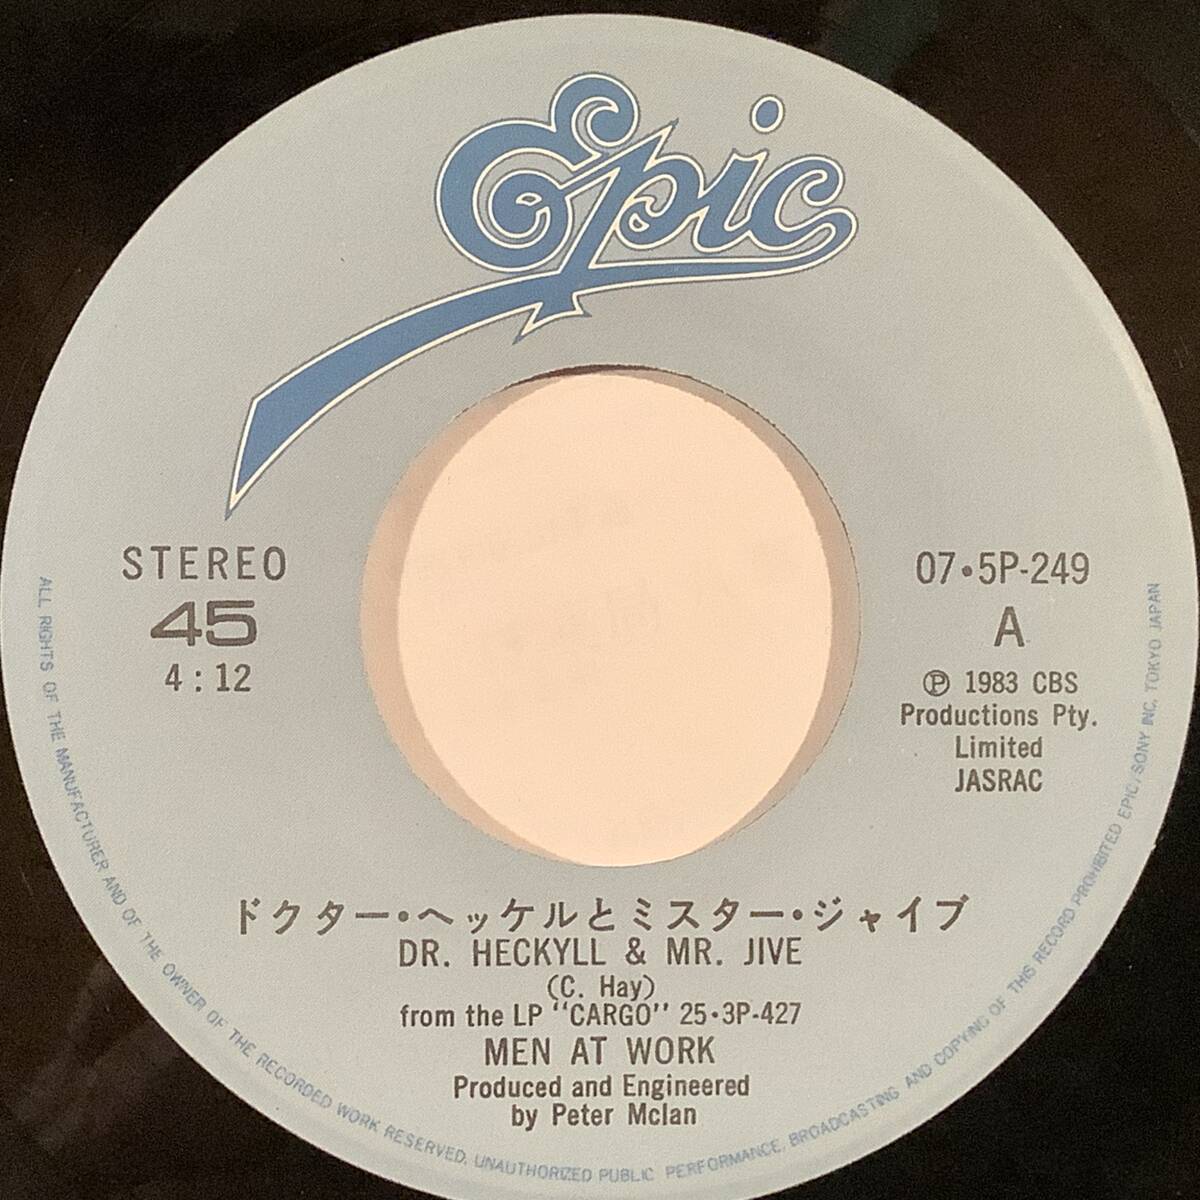 Epic
STEREO
45
4:12
07・5P-249
A
Ⓟ 1983 CBS
Productions Pty.
Limited
JASRAC
ドクター・ヘッケルとミスター・ジャイブ
DR. HECKYLL & MR. JIVE
(C. Hay)
from the LP "CARGO" 25・3P-427
MEN AT WORK
Produced and Engineered
by Peter Mclan
ALL RIGHTS OF THE MANUFACTURER AND OF THE OWNER OF THE RECORDED WORK RESERVED. UNAUTHORIZED PUBLIC PERFORMANCE, BROADCASTING AND COPYING OF THIS RECORD PROHIBITED EPIC/SONY INC. TOKYO JAPAN